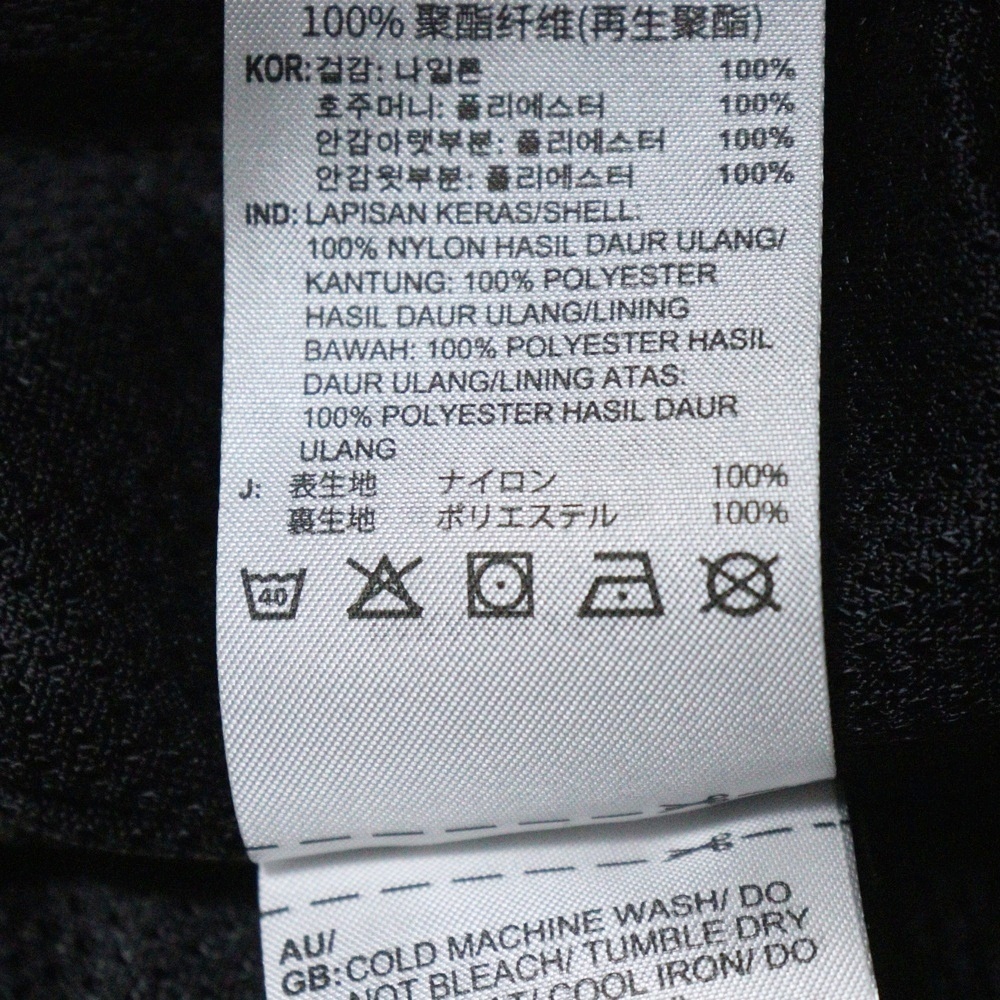 100% 聚酯纤维(再生聚酯)
KOR: 겉감: 나일론 100%
호주머니: 폴리에스터 100%
안감아랫부분: 폴리에스터 100%
안감윗부분: 폴리에스터 100%
IND: LAPISAN KERAS/SHELL:
100% NYLON HASIL DAUR ULANG/
KANTUNG: 100% POLYESTER
HASIL DAUR ULANG/LINING
BAWAH: 100% POLYESTER HASIL
DAUR ULANG/LINING ATAS:
100% POLYESTER HASIL DAUR
ULANG
J: 表生地 ナイロン 100%
裏生地 ポリエステル 100%
40
AU/
GB: COLD MACHINE WASH/ DO
NOT BLEACH/ TUMBLE DRY
COOL IRON/ DO